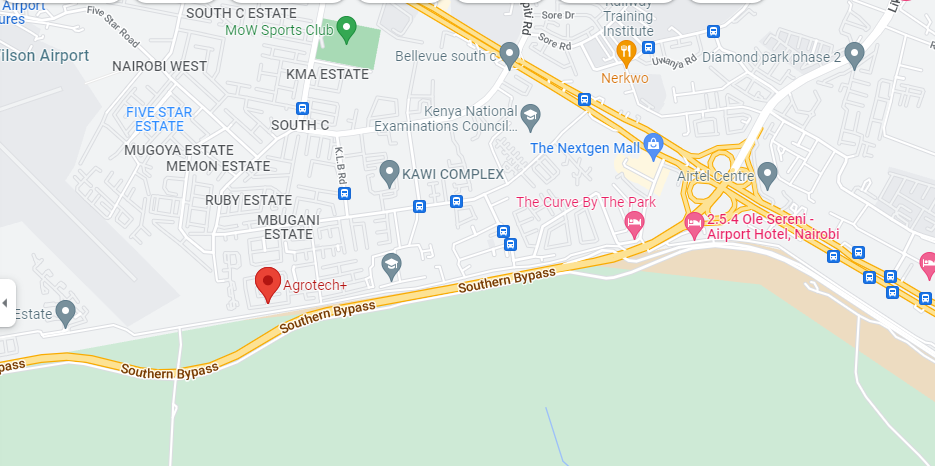 Airport
SOUTH C ESTATE
Five Star Road
MoW Sports Club
Sore Dr
Training
Institute
Sore Rd
Uwanya Rd
Wilson Airport
NAIROBI WEST
KMA ESTATE
Bellevue south c
Nerkwo
Diamond park phase 2
FIVE STAR
ESTATE
SOUTH C
Kenya National
Examinations Council...
MUGOYA ESTATE
MEMON ESTATE
K.L.B Rd
The Nextgen Mall
KAWI COMPLEX
Airtel Centre
RUBY ESTATE
MBUGANI
ESTATE
The Curve By The Park
2.5.4 Ole Sereni -
Airport Hotel, Nairobi
Agrotech+
Southern Bypass
Southern Bypass
Estate
Southern Bypass
pass